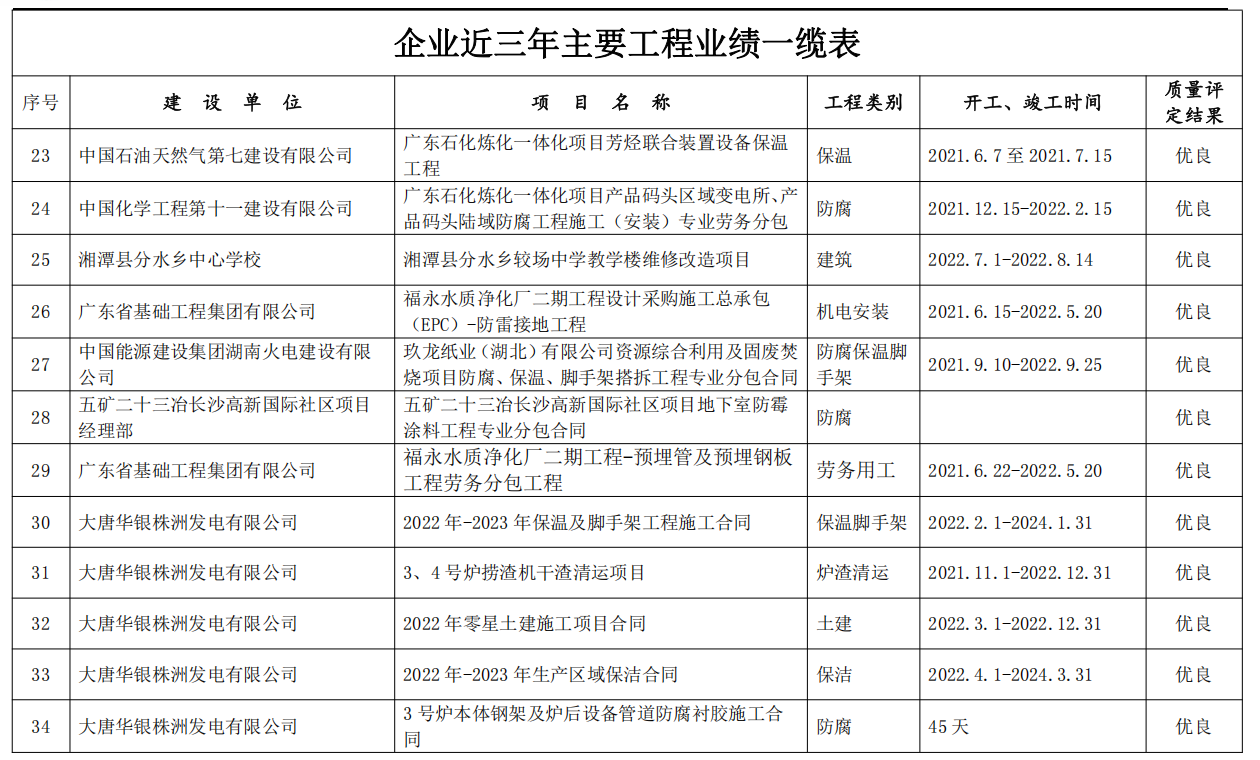 企业近三年主要工程业绩一缆表
序号 建 设 单 位 项 目 名 称 工程类别 开工、竣工时间 质量评
定结果
23 中国石油天然气第七建设有限公司 广东石化炼化一体化项目芳烃联合装置设备保温
工程 保温 2021.6.7 至 2021.7.15 优良
24 中国化学工程第十一建设有限公司 广东石化炼化一体化项目产品码头区域变电所、产
品码头陆域防腐工程施工（安装）专业劳务分包 防腐 2021.12.15-2022.2.15 优良
25 湘潭县分水乡中心学校 湘潭县分水乡较场中学教学楼维修改造项目 建筑 2022.7.1-2022.8.14 优良
26 广东省基础工程集团有限公司 福永水质净化厂二期工程设计采购施工总承包
（EPC）-防雷接地工程 机电安装 2021.6.15-2022.5.20 优良
27 中国能源建设集团湖南火电建设有限
公司 玖龙纸业（湖北）有限公司资源综合利用及固废焚
烧项目防腐、保温、脚手架搭拆工程专业分包合同 防腐保温脚
手架 2021.9.10-2022.9.25 优良
28 五矿二十三冶长沙高新国际社区项目
经理部 五矿二十三冶长沙高新国际社区项目地下室防霉
涂料工程专业分包合同 防腐 优良
29 广东省基础工程集团有限公司 福永水质净化厂二期工程-预埋管及预埋钢板
工程劳务分包工程 劳务用工 2021.6.22-2022.5.20 优良
30 大唐华银株洲发电有限公司 2022 年-2023 年保温及脚手架工程施工合同 保温脚手架 2022.2.1-2024.1.31 优良
31 大唐华银株洲发电有限公司 3、4 号炉捞渣机干渣清运项目 炉渣清运 2021.11.1-2022.12.31 优良
32 大唐华银株洲发电有限公司 2022 年零星土建施工项目合同 土建 2022.3.1-2022.12.31 优良
33 大唐华银株洲发电有限公司 2022 年-2023 年生产区域保洁合同 保洁 2022.4.1-2024.3.31 优良
34 大唐华银株洲发电有限公司 3 号炉本体钢架及炉后设备管道防腐衬胶施工合
同 防腐 45 天 优良